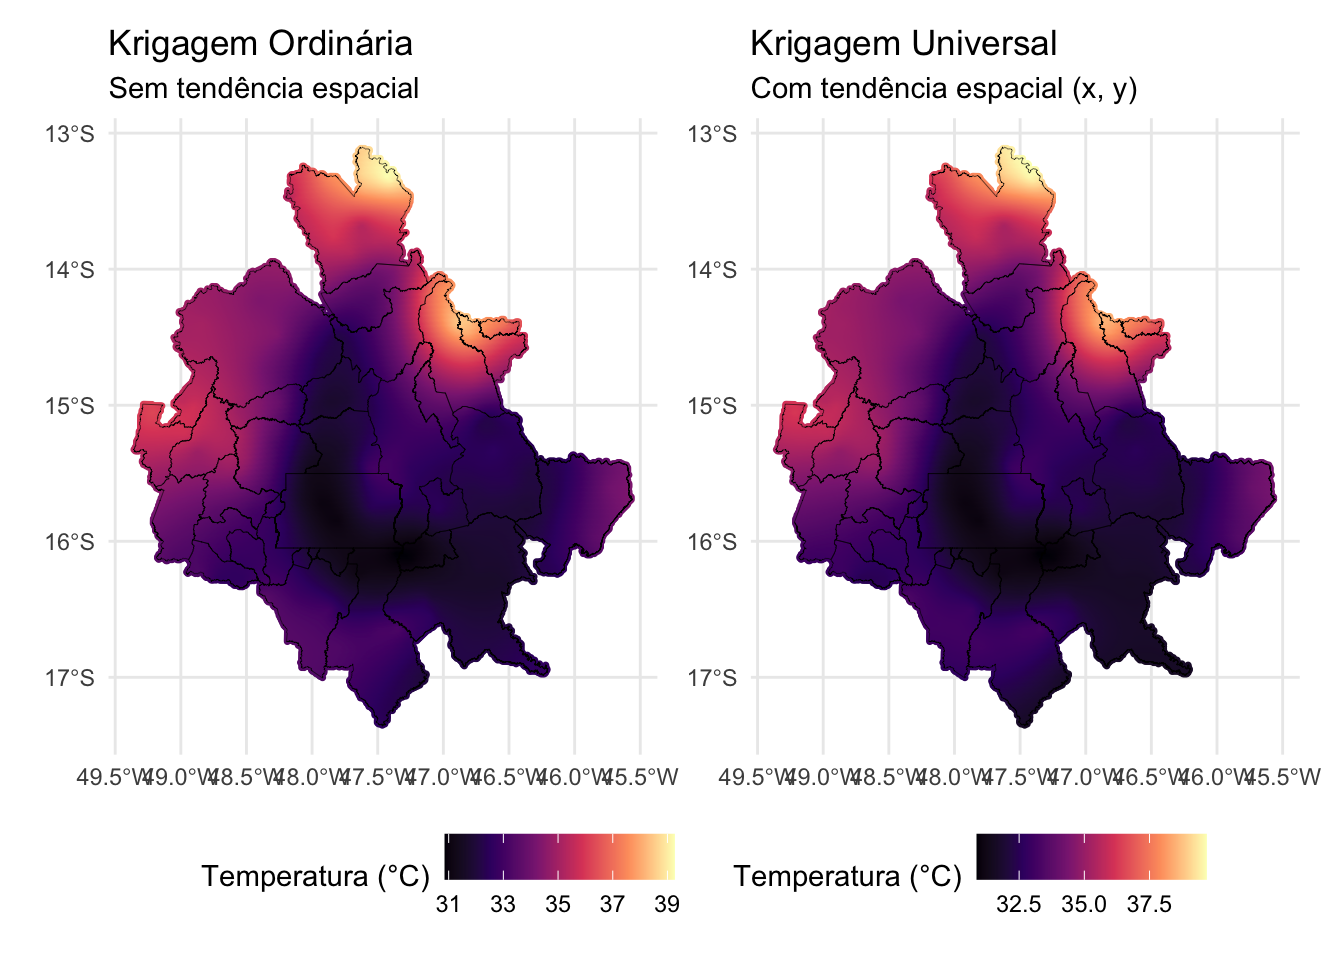 Krigagem Ordinária
Sem tendência espacial
13°S
14°S
15°S
16°S
17°S
49.5°W 49.0°W 48.5°W 48.0°W 47.5°W 47.0°W 46.5°W 46.0°W 45.5°W
Temperatura (°C)
31 33 35 37 39
Krigagem Universal
Com tendência espacial (x, y)
13°S
14°S
15°S
16°S
17°S
49.5°W 49.0°W 48.5°W 48.0°W 47.5°W 47.0°W 46.5°W 46.0°W 45.5°W
Temperatura (°C)
32.5 35.0 37.5